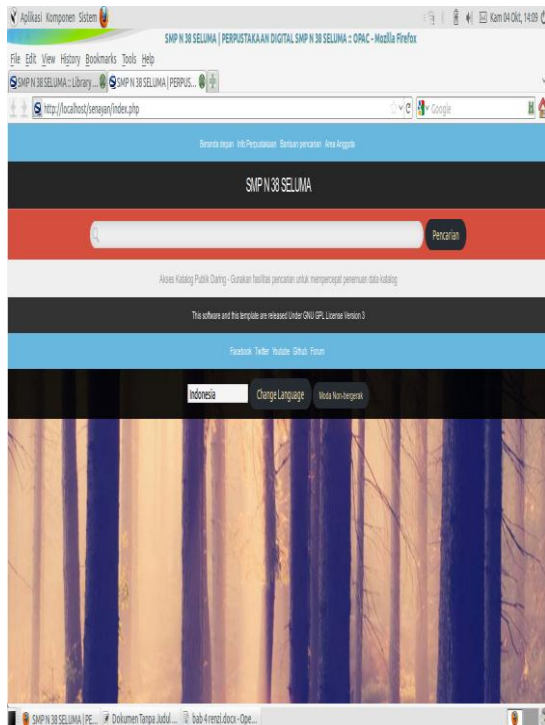 Aplikasi Komponen Sistem Kam 04 Okt, 14:09
SMP N 38 SELUMA | PERPUSTAKAAN DIGITAL SMP N 38 SELUMA :: OPAC - Mozilla Firefox
File Edit View History Bookmarks Tools Help
SMP N 38 SELUMA :: Library ... SMP N 38 SELUMA | PERPUS...
http://localhost/senayan/index.php Google
Beranda depan Info Perpustakaan Bantuan pencarian Area Anggota
SMP N 38 SELUMA
Pencarian
Akses Katalog Publik Daring - Gunakan fasilitas pencarian untuk mempercepat penemuan data katalog
This software and this template are released Under GNU GPL License Version 3
Facebook Twitter Youtube Github Forum
Indonesia Change Language Moda Non-bergerak
SMP N 38 SELUMA | PE... Dokumen Tanpa Judul ... bab 4 renzi.docx - Ope...